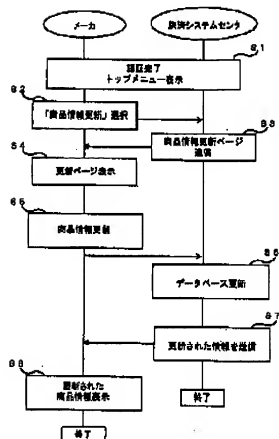 メーカ
決済システムセンタ
S1
認証完了
トップメニュー表示
S2
「商品情報更新」選択
S3
商品情報更新ページ
送信
S4
更新ページ表示
S5
商品情報更新
S6
データベース更新
S7
更新された情報を送信
S8
更新された
商品情報表示
終了
終了